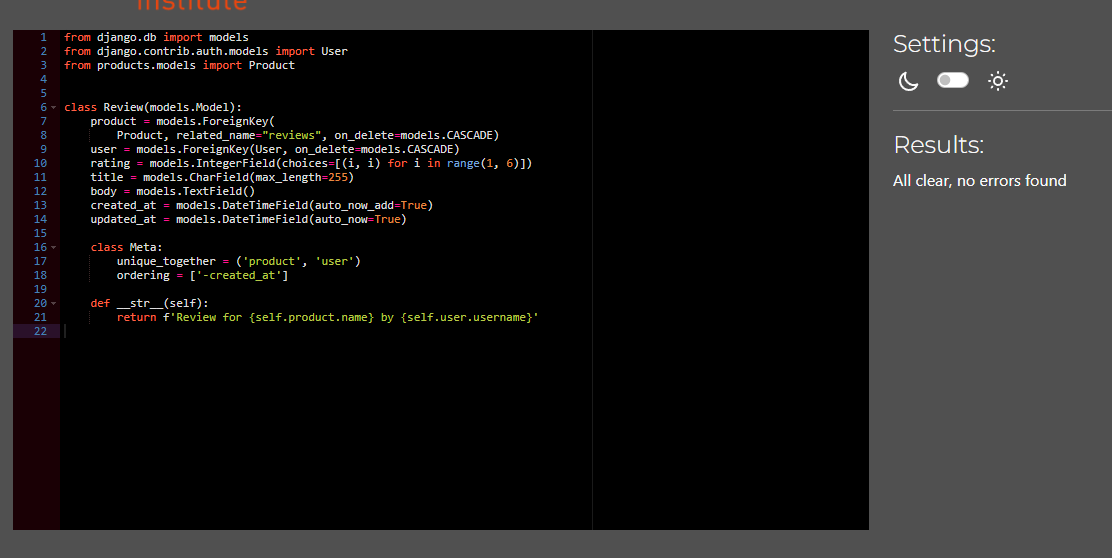 Institute
1 from django.db import models
2 from django.contrib.auth.models import User
3 from products.models import Product
4
5
6 class Review(models.Model):
7     product = models.ForeignKey(
8         Product, related_name="reviews", on_delete=models.CASCADE)
9     user = models.ForeignKey(User, on_delete=models.CASCADE)
10     rating = models.IntegerField(choices=[(i, i) for i in range(1, 6)])
11     title = models.CharField(max_length=255)
12     body = models.TextField()
13     created_at = models.DateTimeField(auto_now_add=True)
14     updated_at = models.DateTimeField(auto_now=True)
15
16     class Meta:
17         unique_together = ('product', 'user')
18         ordering = ['-created_at']
19
20     def __str__(self):
21         return f'Review for {self.product.name} by {self.user.username}'
22
Settings:
Results:
All clear, no errors found